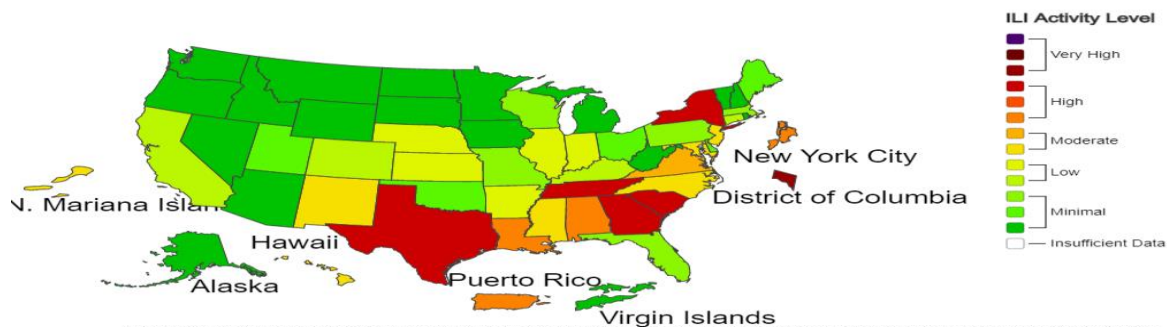 ILI Activity Level
Very High
High
Moderate
Low
Minimal
Insufficient Data
New York City
District of Columbia
N. Mariana Islan
Hawaii
Alaska
Puerto Rico
Virgin Islands